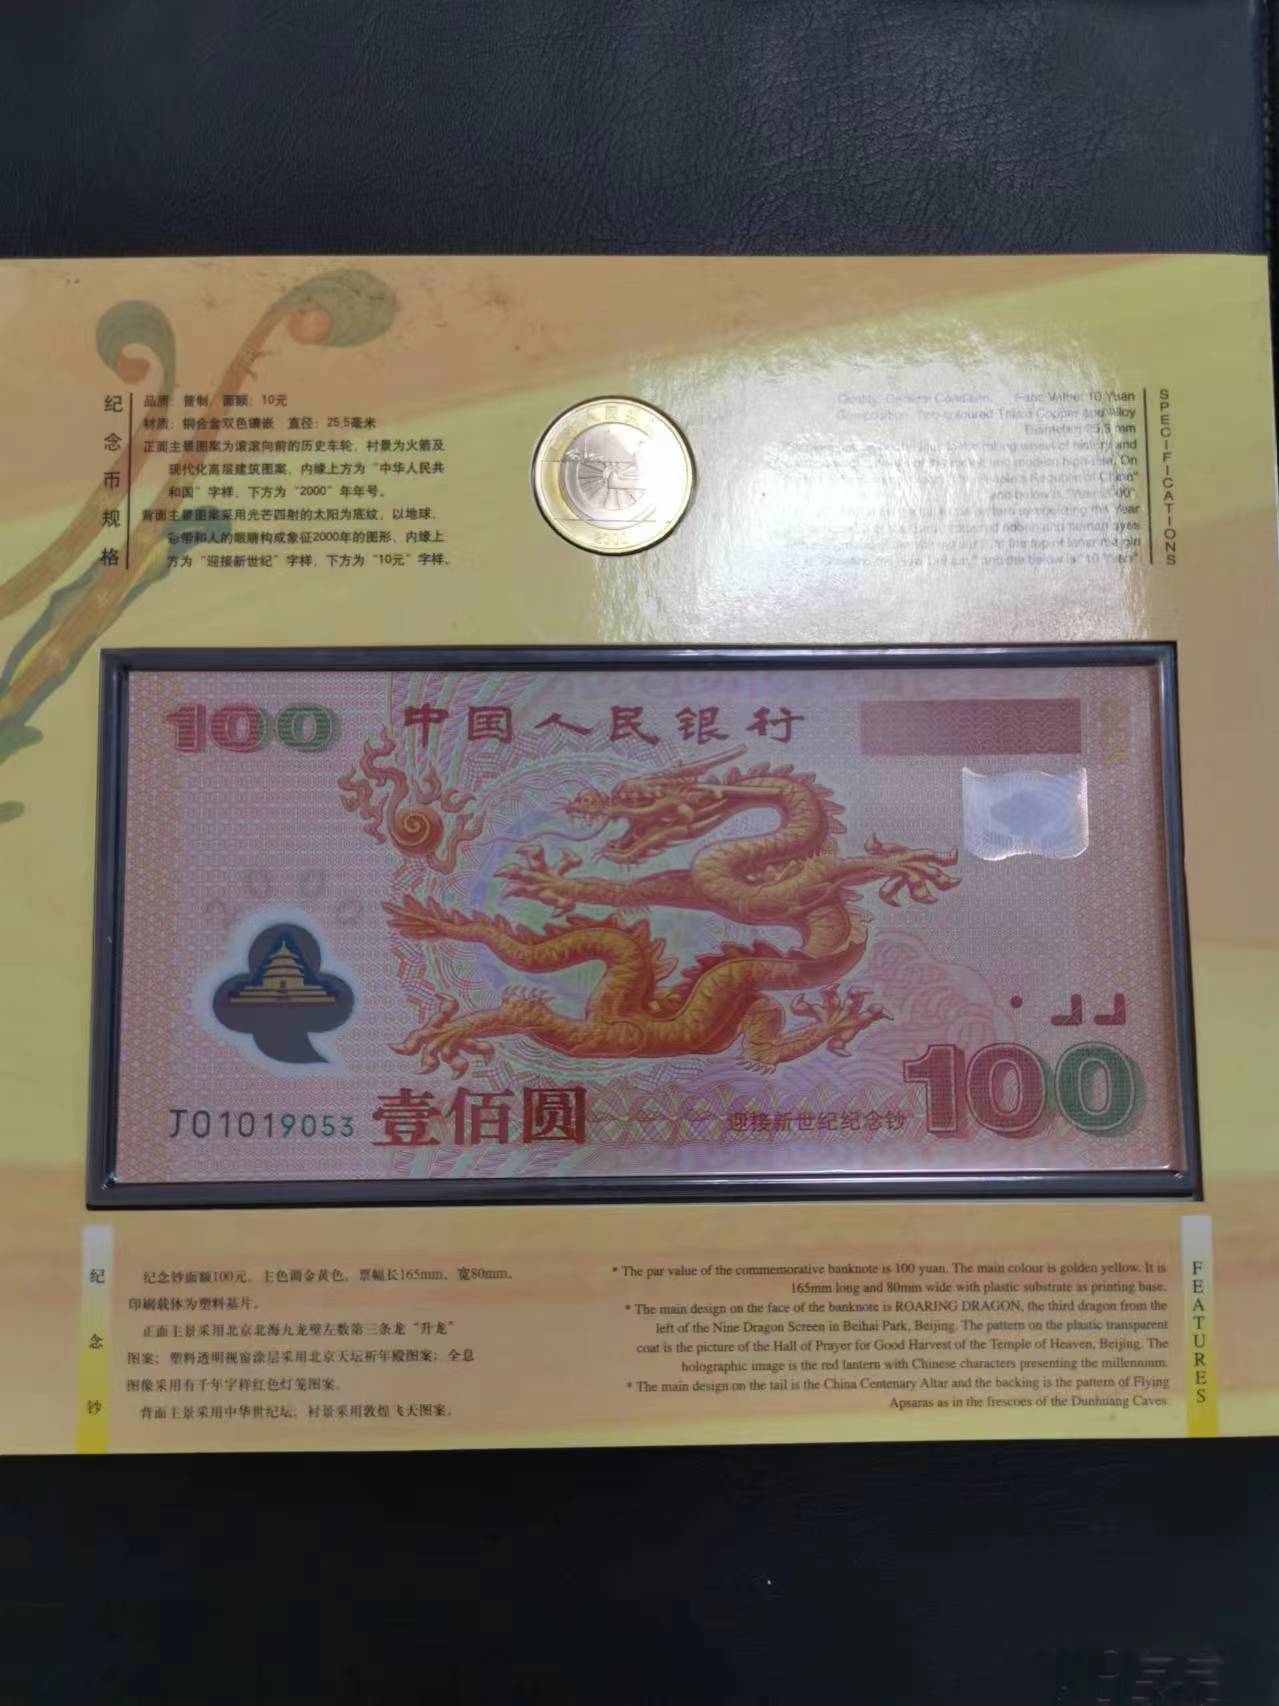 纪念币规格
品质：普制 面额：10元
材质：铜合金双色镶嵌 直径：25.5毫米
正面主景图案为滚滚向前的历史车轮，衬景为火箭及
现代化高层建筑图案，内缘上方为“中华人民共
和国”字样，下方为“2000”年年号。
背面主景图案采用光芒四射的太阳为底纹，以地球，
彩带和人的眼睛构成象征2000年的图形，内缘上
方为“迎接新世纪”字样，下方为“10元”字样。
Face Value: 10 Yuan
Diameter: 25.5 mm
and below is "Year 2000".
and the below is "10 Yuan"
SPECIFICATIONS
2000
100 中国人民银行
100
J01019053 壹佰圆 迎接新世纪纪念钞 100
纪念钞
纪念钞面额100元，主色调金黄色，票幅长165mm、宽80mm，
印刷载体为塑料基片。
正面主景采用北京北海九龙壁左数第三条龙“升龙”
图案；塑料透明视窗涂层采用北京天坛祈年殿图案；全息
图像采用有千年字样红色灯笼图案。
背面主景采用中华世纪坛；衬景采用敦煌飞天图案。
* The par value of the commemorative banknote is 100 yuan. The main colour is golden yellow. It is
165mm long and 80mm wide with plastic substrate as printing base.
* The main design on the face of the banknote is ROARING DRAGON, the third dragon from the
left of the Nine Dragon Screen in Beihai Park, Beijing. The pattern on the plastic transparent
coat is the picture of the Hall of Prayer for Good Harvest of the Temple of Heaven, Beijing. The
holographic image is the red lantern with Chinese characters presenting the millennium.
* The main design on the tail is the China Centenary Altar and the backing is the pattern of Flying
Apsaras as in the frescoes of the Dunhuang Caves.
FEATURES